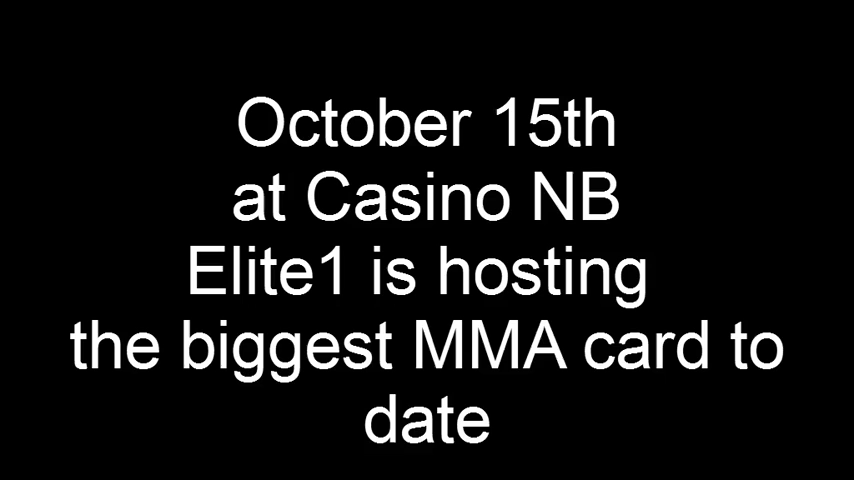 October 15th
at Casino NB
Elite1 is hosting
the biggest MMA card to
date